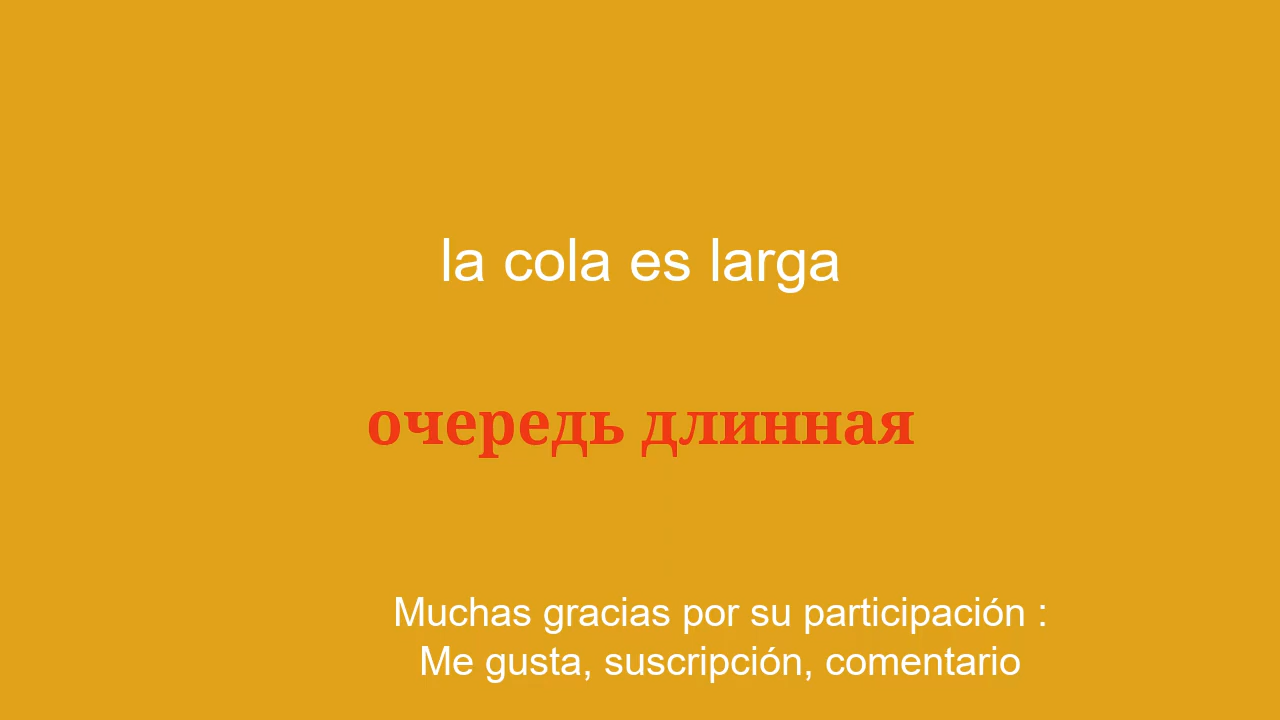 la cola es larga
очередь длинная
Muchas gracias por su participación :
Me gusta, suscripción, comentario